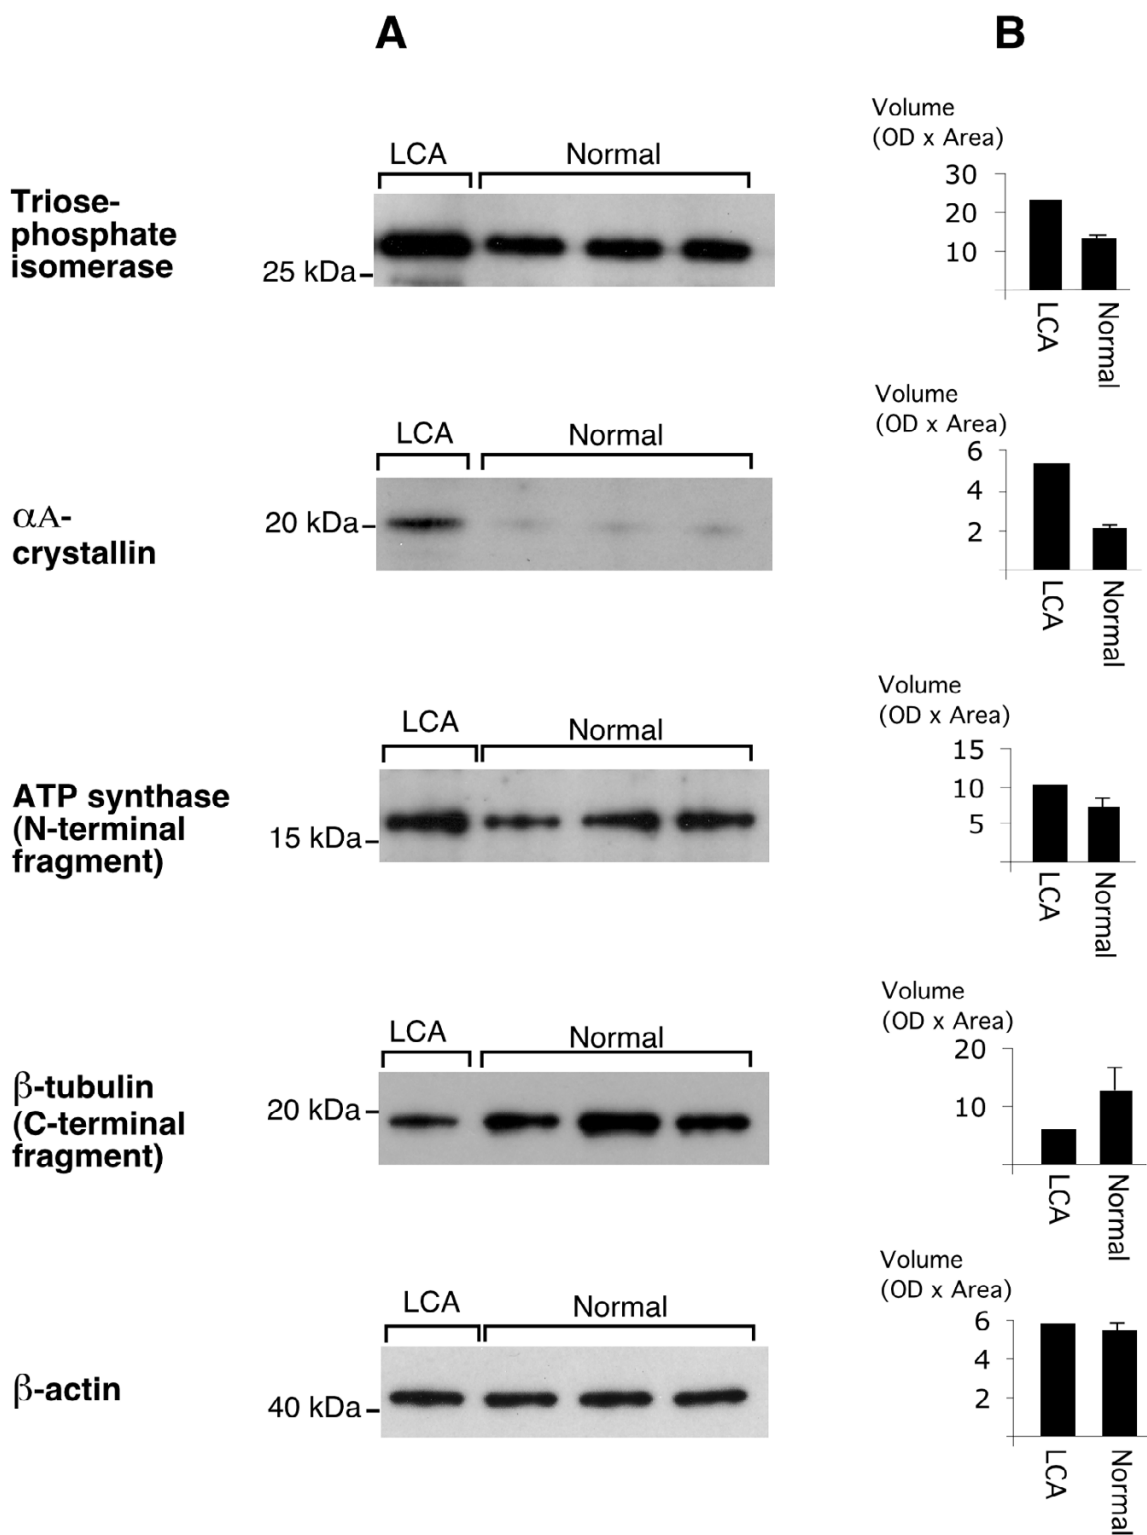 A
B
Triose-
phosphate
isomerase
LCA
Normal
25 kDa
Volume
(OD x Area)
30
20
10
LCA
Normal
αA-
crystallin
LCA
Normal
20 kDa
Volume
(OD x Area)
6
4
2
LCA
Normal
ATP synthase
(N-terminal
fragment)
LCA
Normal
15 kDa
Volume
(OD x Area)
15
10
5
LCA
Normal
β-tubulin
(C-terminal
fragment)
LCA
Normal
20 kDa
Volume
(OD x Area)
20
10
LCA
Normal
β-actin
LCA
Normal
40 kDa
Volume
(OD x Area)
6
4
2
LCA
Normal